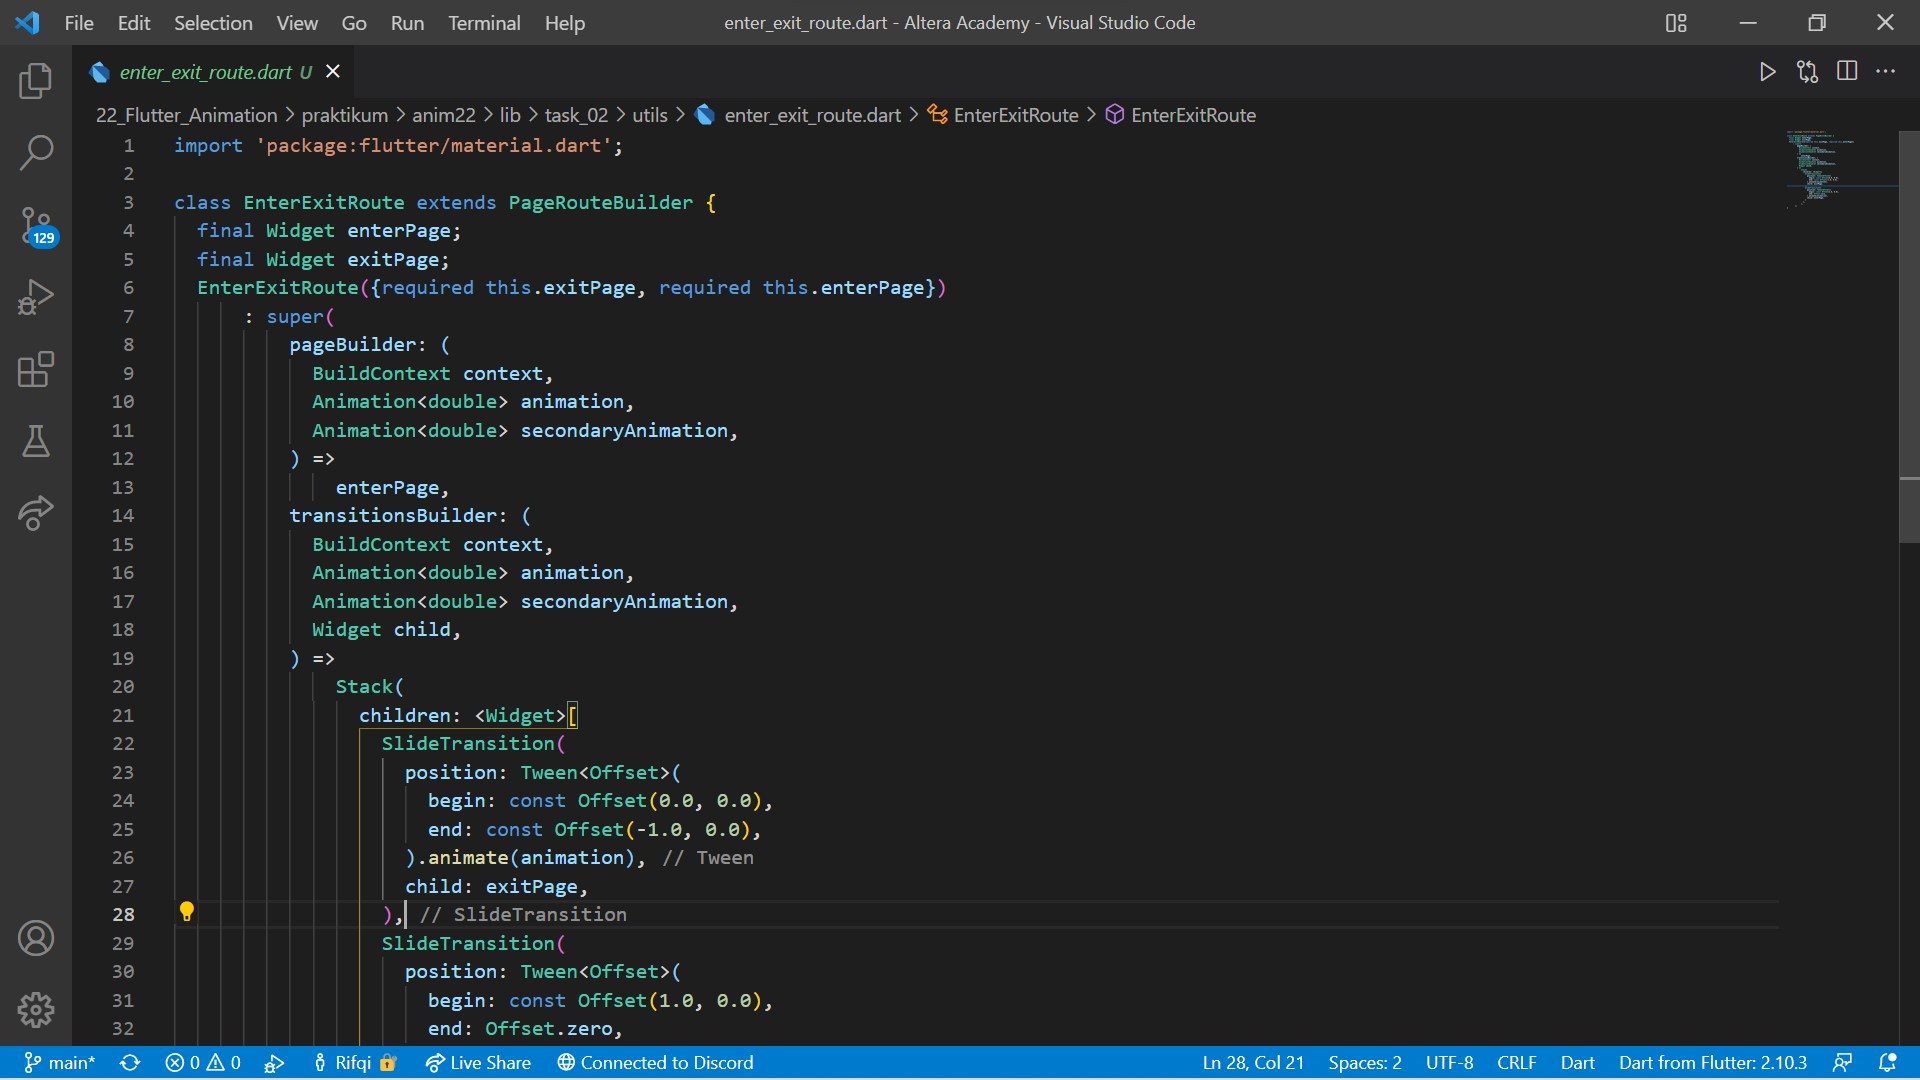 File Edit Selection View Go Run Terminal Help enter_exit_route.dart - Altera Academy - Visual Studio Code
enter_exit_route.dart U
22_Flutter_Animation > praktikum > anim22 > lib > task_02 > utils > enter_exit_route.dart > EnterExitRoute > EnterExitRoute
129
1 import 'package:flutter/material.dart';
2
3 class EnterExitRoute extends PageRouteBuilder {
4 final Widget enterPage;
5 final Widget exitPage;
6 EnterExitRoute({required this.exitPage, required this.enterPage})
7 : super(
8 pageBuilder: (
9 BuildContext context,
10 Animation<double> animation,
11 Animation<double> secondaryAnimation,
12 ) =>
13 enterPage,
14 transitionsBuilder: (
15 BuildContext context,
16 Animation<double> animation,
17 Animation<double> secondaryAnimation,
18 Widget child,
19 ) =>
20 Stack(
21 children: <Widget>[
22 SlideTransition(
23 position: Tween<Offset>(
24 begin: const Offset(0.0, 0.0),
25 end: const Offset(-1.0, 0.0),
26 ).animate(animation), // Tween
27 child: exitPage,
28 ), // SlideTransition
29 SlideTransition(
30 position: Tween<Offset>(
31 begin: const Offset(1.0, 0.0),
32 end: Offset.zero,
main* 0 0 Rifqi Live Share Connected to Discord Ln 28, Col 21 Spaces: 2 UTF-8 CRLF Dart Dart from Flutter: 2.10.3